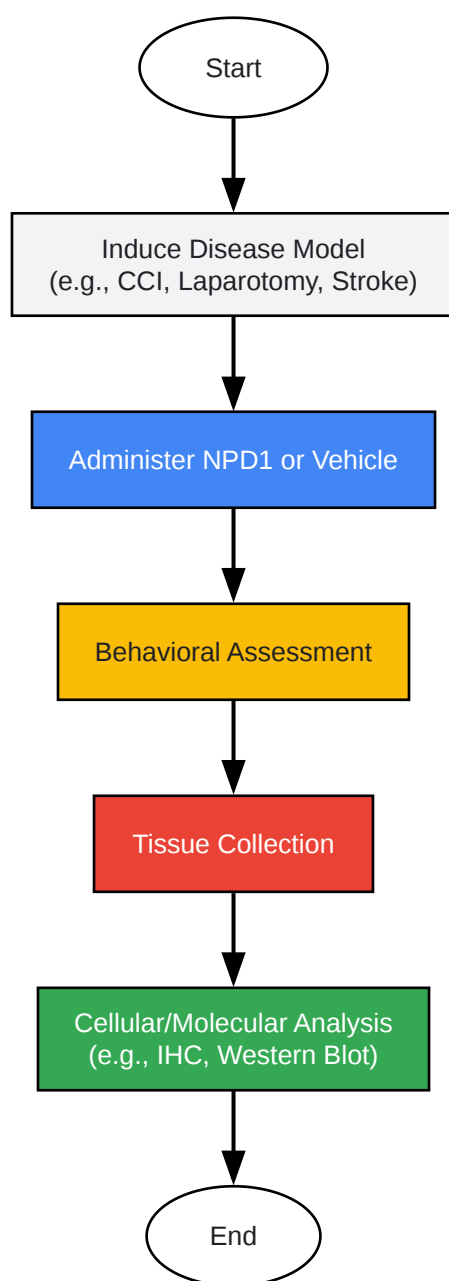 Start
Induce Disease Model
(e.g., CCI, Laparotomy, Stroke)
Administer NPD1 or Vehicle
Behavioral Assessment
Tissue Collection
Cellular/Molecular Analysis
(e.g., IHC, Western Blot)
End